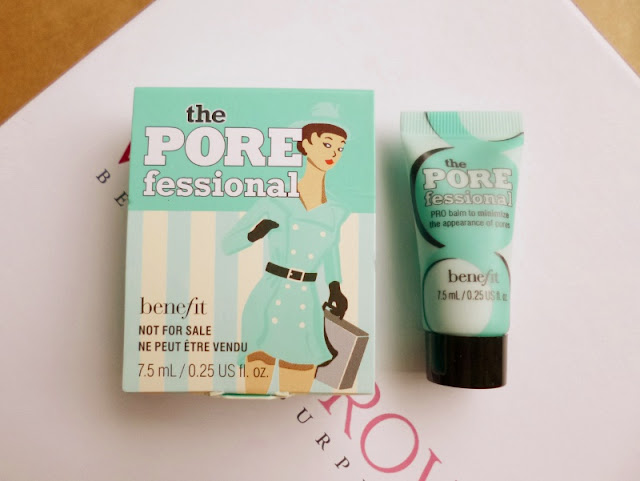 the
PORE
fessional
benefit
NOT FOR SALE
NE PEUT ÊTRE VENDU
7.5 mL / 0.25 US fl. oz.
the
PORE
fessional
PRO balm to minimize
the appearance of pores
benefit
7.5 mL / 0.25 US fl. oz.